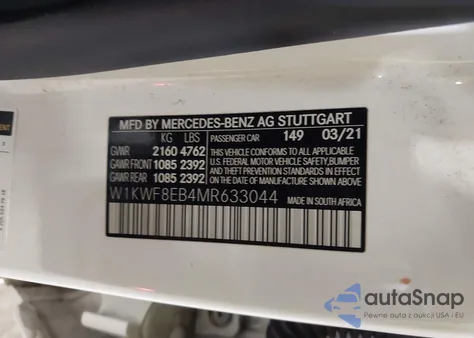 MFD BY MERCEDES-BENZ AG STUTTGART
KG LBS
GVWR 2160 4762
GAWR FRONT 1085 2392
GAWR REAR 1085 2392
PASSENGER CAR 149 03/21
THIS VEHICLE CONFORMS TO ALL APPLICABLE
U.S. FEDERAL MOTOR VEHICLE SAFETY, BUMPER
AND THEFT PREVENTION STANDARDS IN EFFECT
ON THE DATE OF MANUFACTURE SHOWN ABOVE.
W1KWF8EB4MR633044 MADE IN SOUTH AFRICA
autoSnap
Pewne auta z aukcji USA i EU